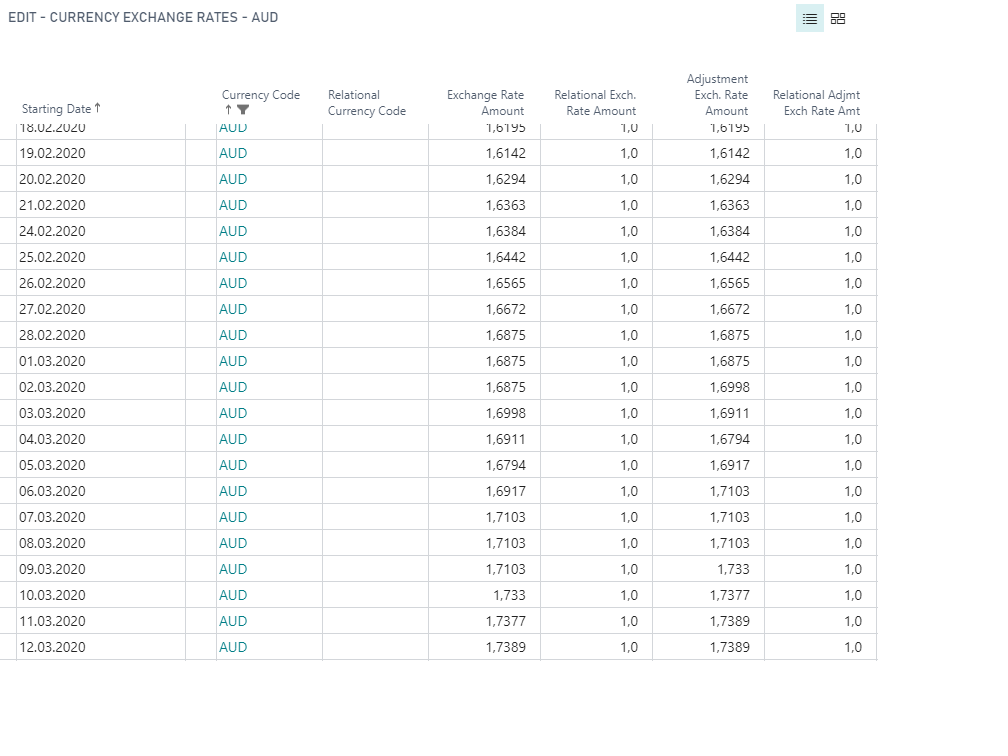 EDIT - CURRENCY EXCHANGE RATES - AUD
Starting Date↑ Currency Code ↑ Relational Currency Code Exchange Rate Amount Relational Exch. Rate Amount Adjustment Exch. Rate Amount Relational Adjmt Exch Rate Amt
18.02.2020 AUD 1,6195 1,0 1,6195 1,0
19.02.2020 AUD 1,6142 1,0 1,6142 1,0
20.02.2020 AUD 1,6294 1,0 1,6294 1,0
21.02.2020 AUD 1,6363 1,0 1,6363 1,0
24.02.2020 AUD 1,6384 1,0 1,6384 1,0
25.02.2020 AUD 1,6442 1,0 1,6442 1,0
26.02.2020 AUD 1,6565 1,0 1,6565 1,0
27.02.2020 AUD 1,6672 1,0 1,6672 1,0
28.02.2020 AUD 1,6875 1,0 1,6875 1,0
01.03.2020 AUD 1,6875 1,0 1,6875 1,0
02.03.2020 AUD 1,6875 1,0 1,6998 1,0
03.03.2020 AUD 1,6998 1,0 1,6911 1,0
04.03.2020 AUD 1,6911 1,0 1,6794 1,0
05.03.2020 AUD 1,6794 1,0 1,6917 1,0
06.03.2020 AUD 1,6917 1,0 1,7103 1,0
07.03.2020 AUD 1,7103 1,0 1,7103 1,0
08.03.2020 AUD 1,7103 1,0 1,7103 1,0
09.03.2020 AUD 1,7103 1,0 1,733 1,0
10.03.2020 AUD 1,733 1,0 1,7377 1,0
11.03.2020 AUD 1,7377 1,0 1,7389 1,0
12.03.2020 AUD 1,7389 1,0 1,7389 1,0